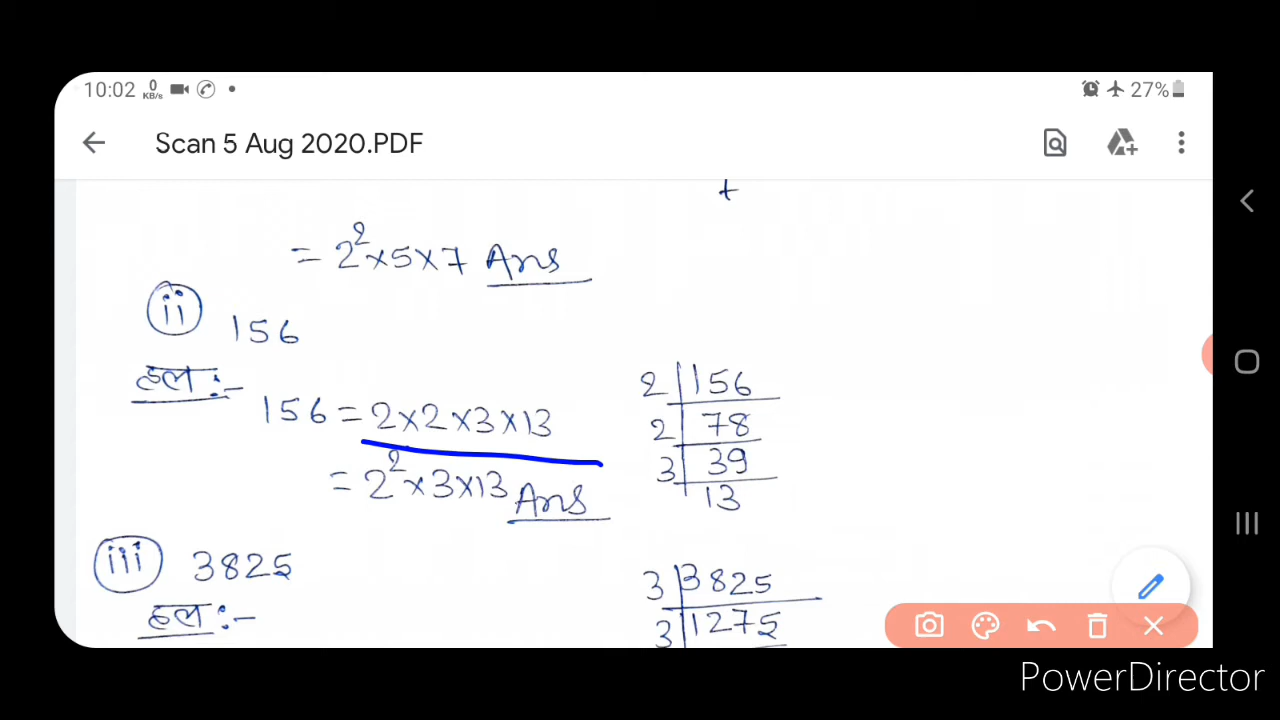 10:02 0 KB/s 27%
Scan 5 Aug 2020.PDF
= 2² × 5 × 7 Ans
ii 156
हल :-
156 = 2 × 2 × 3 × 13
= 2² × 3 × 13 Ans
2 | 156
2 | 78
3 | 39
13
iii 3825
हल :-
3 | 3825
3 | 1275
PowerDirector